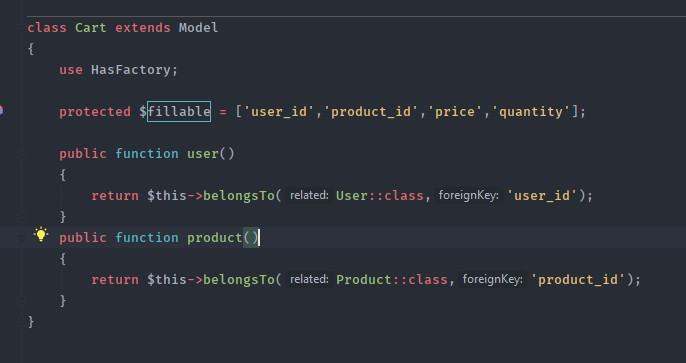 class Cart extends Model
{
use HasFactory;
protected $fillable = ['user_id','product_id','price','quantity'];
public function user()
{
return $this->belongsTo( related: User::class, foreignKey: 'user_id');
}
public function product()
{
return $this->belongsTo( related: Product::class, foreignKey: 'product_id');
}
}